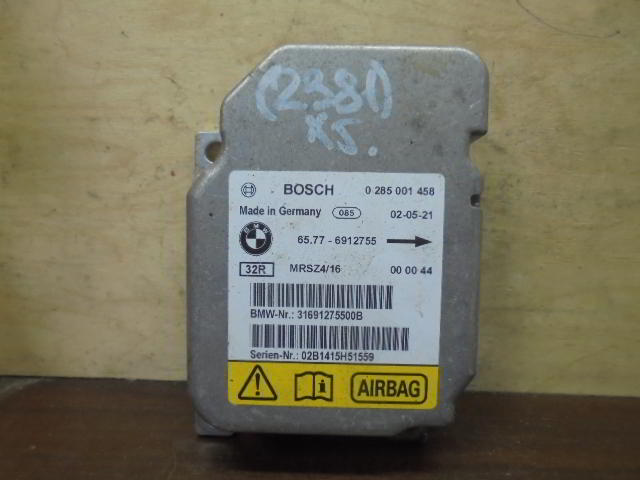 (2381)
X5.
BOSCH 0 285 001 458
Made in Germany 085 02-05-21
BMW
65.77 - 6912755
32R MRSZ4/16 00 00 44
BMW-Nr.: 31691275500B
Serien-Nr.: 02B1415H51559
AIRBAG